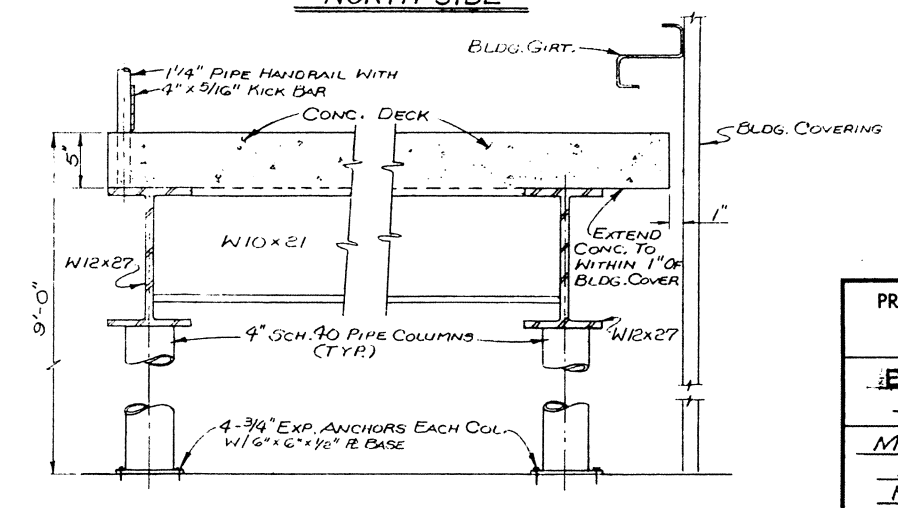 NORTH SIDE
BLDG. GIRT.
1 1/4" PIPE HANDRAIL WITH
4" x 5/16" KICK BAR
CONC. DECK
BLDG. COVERING
5"
1"
W10x21
EXTEND
CONC. TO
WITHIN 1" OF
BLDG. COVER
W12x27
9'-0"
W12x27
4" SCH. 40 PIPE COLUMNS
(TYP.)
4-3/4" EXP. ANCHORS EACH COL.
W/ 6" x 6" x 1/2" PL BASE
PR
E
M